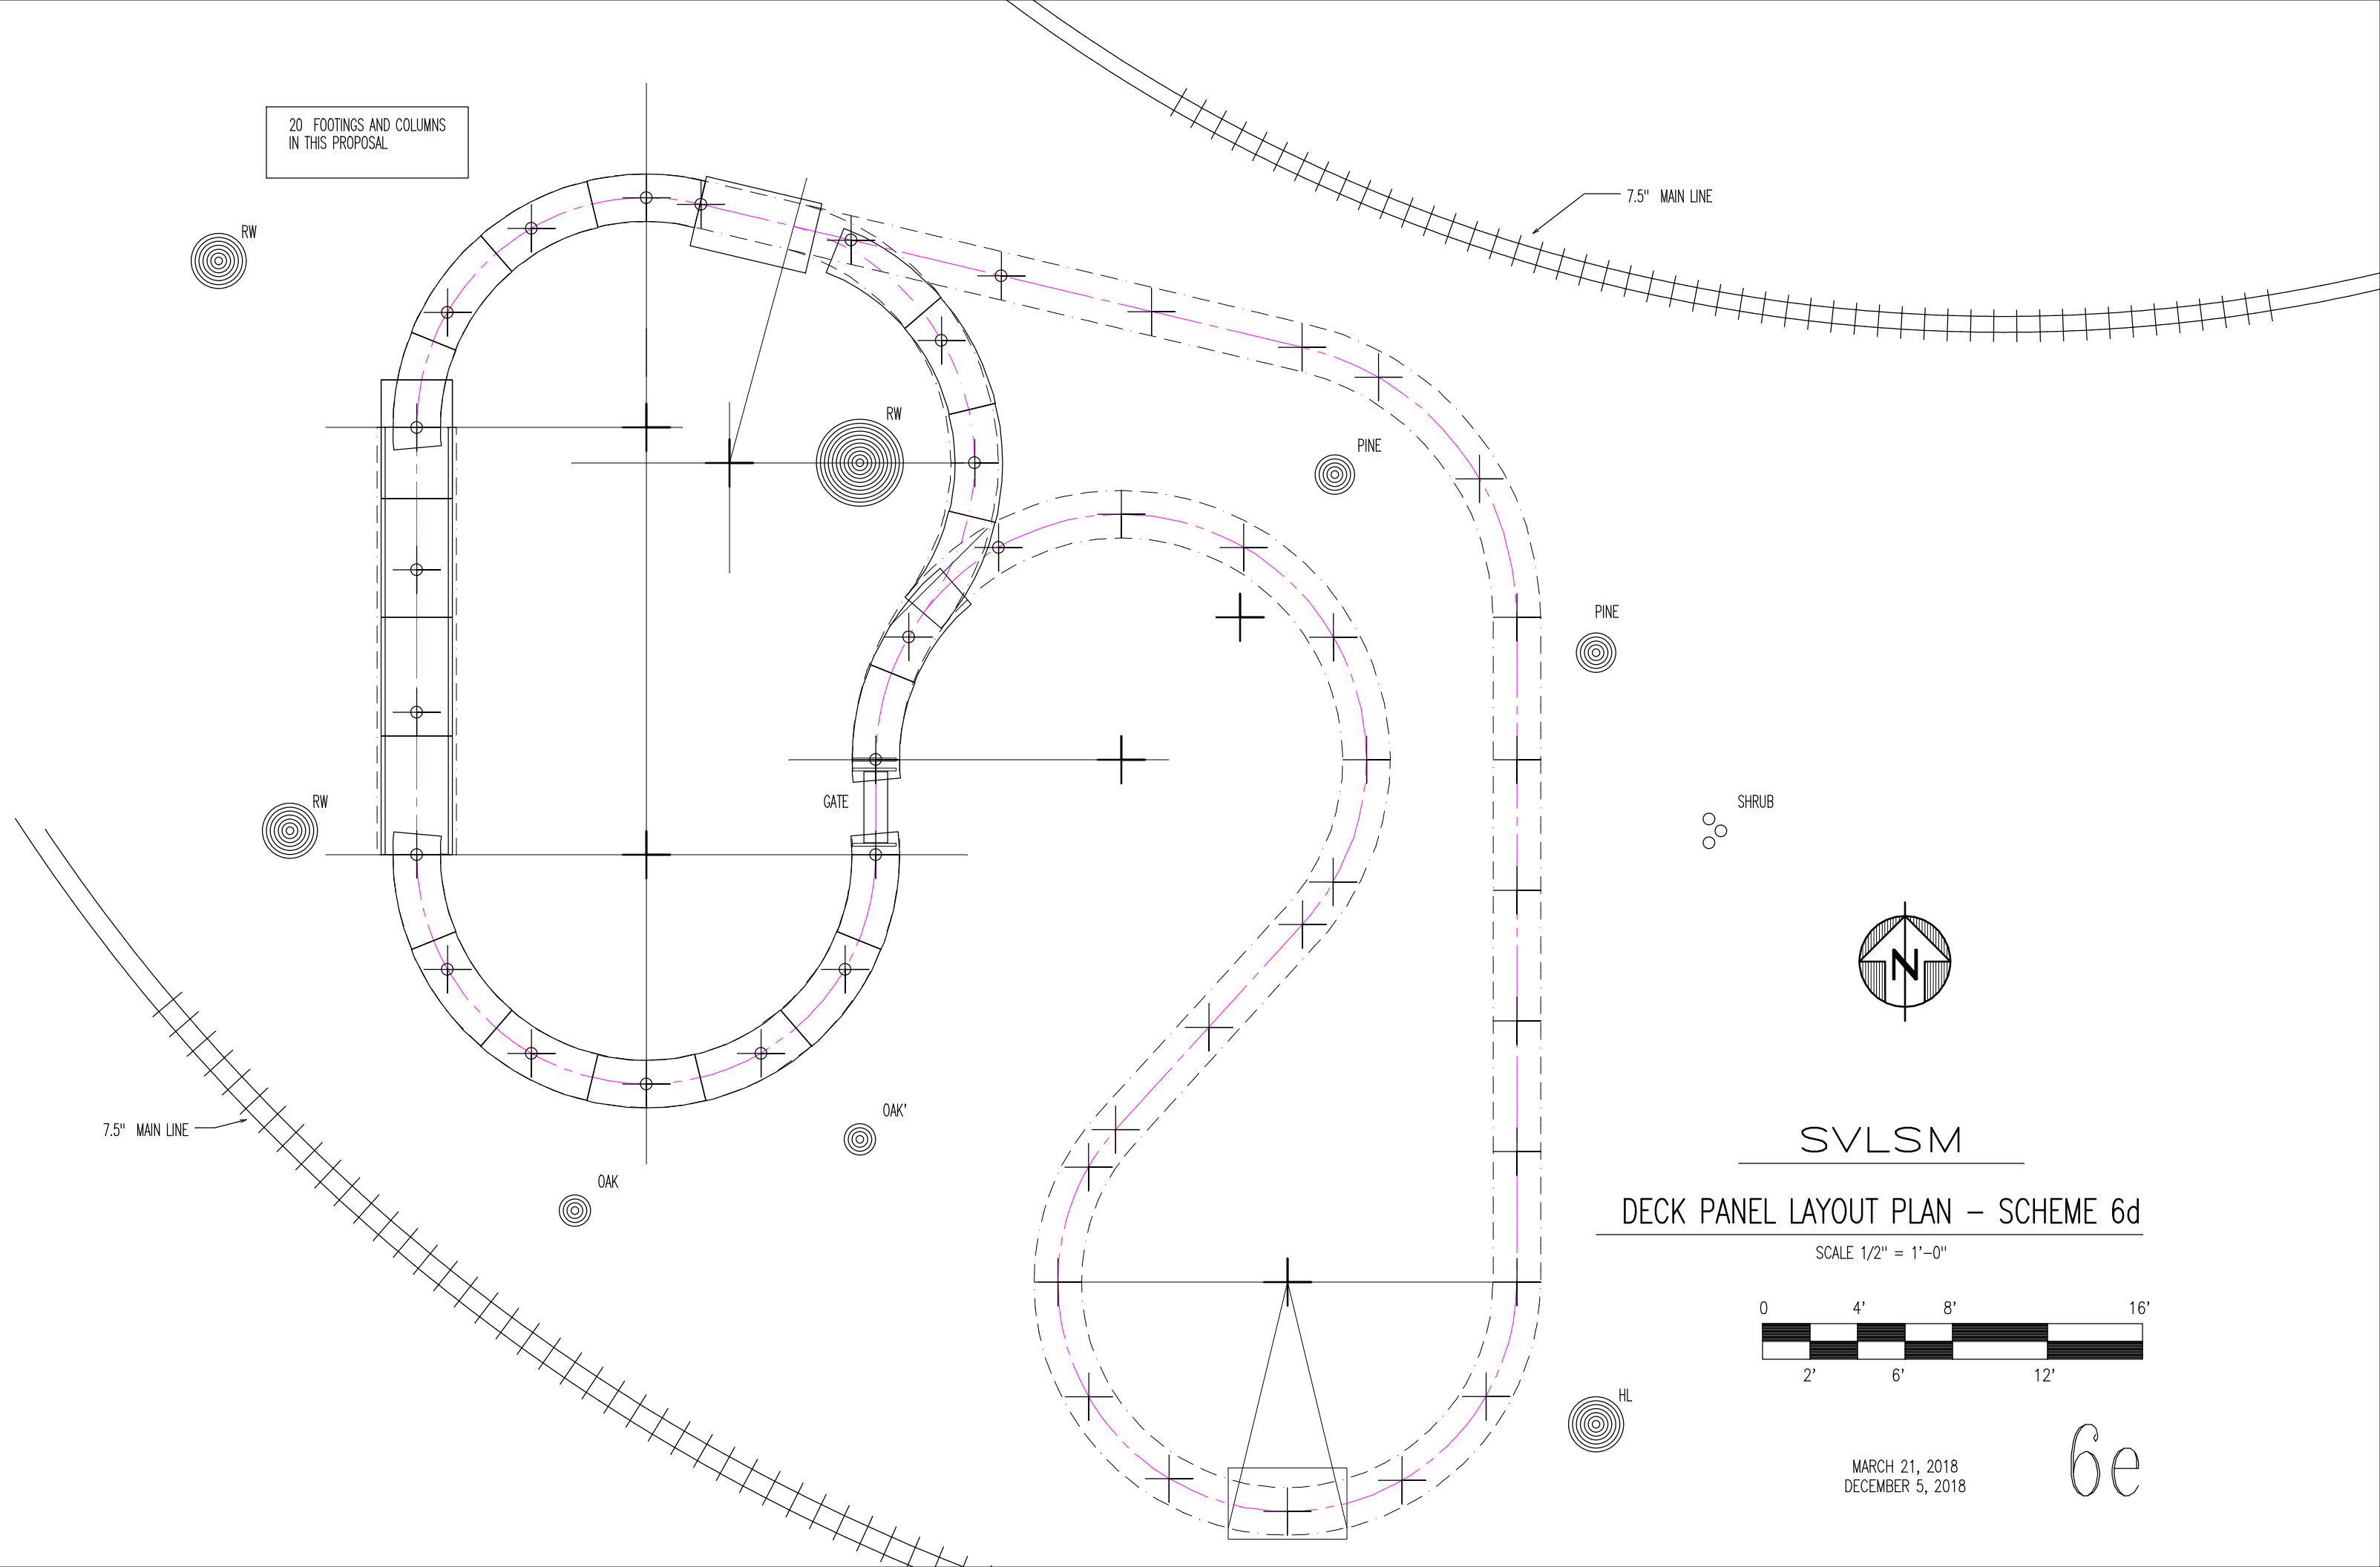 20 FOOTINGS AND COLUMNS
IN THIS PROPOSAL
7.5" MAIN LINE
RW
RW
PINE
PINE
RW
GATE
SHRUB
OAK'
7.5" MAIN LINE
OAK
N
SVLSM
DECK PANEL LAYOUT PLAN – SCHEME 6d
SCALE 1/2" = 1'-0"
0 4' 8' 16'
2' 6' 12'
HL
MARCH 21, 2018
DECEMBER 5, 2018
6e